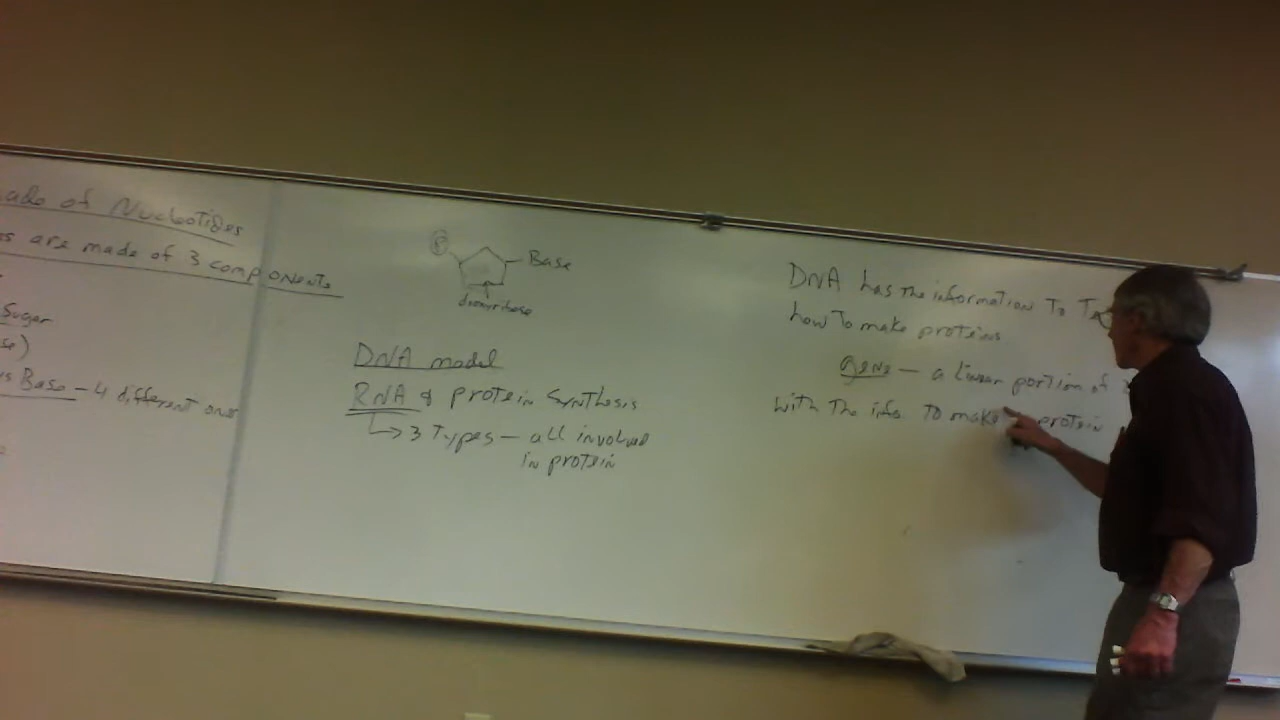 ade of Nucleotides
s are made of 3 components
Sugar
se)
us Base - 4 different ones
P
Base
deoxyribose
DNA model
RNA & protein Synthesis
↳ 3 Types - all involved
in protein
DNA has the information To
how To make proteins
gene - a linear portion of
with The info To make protein